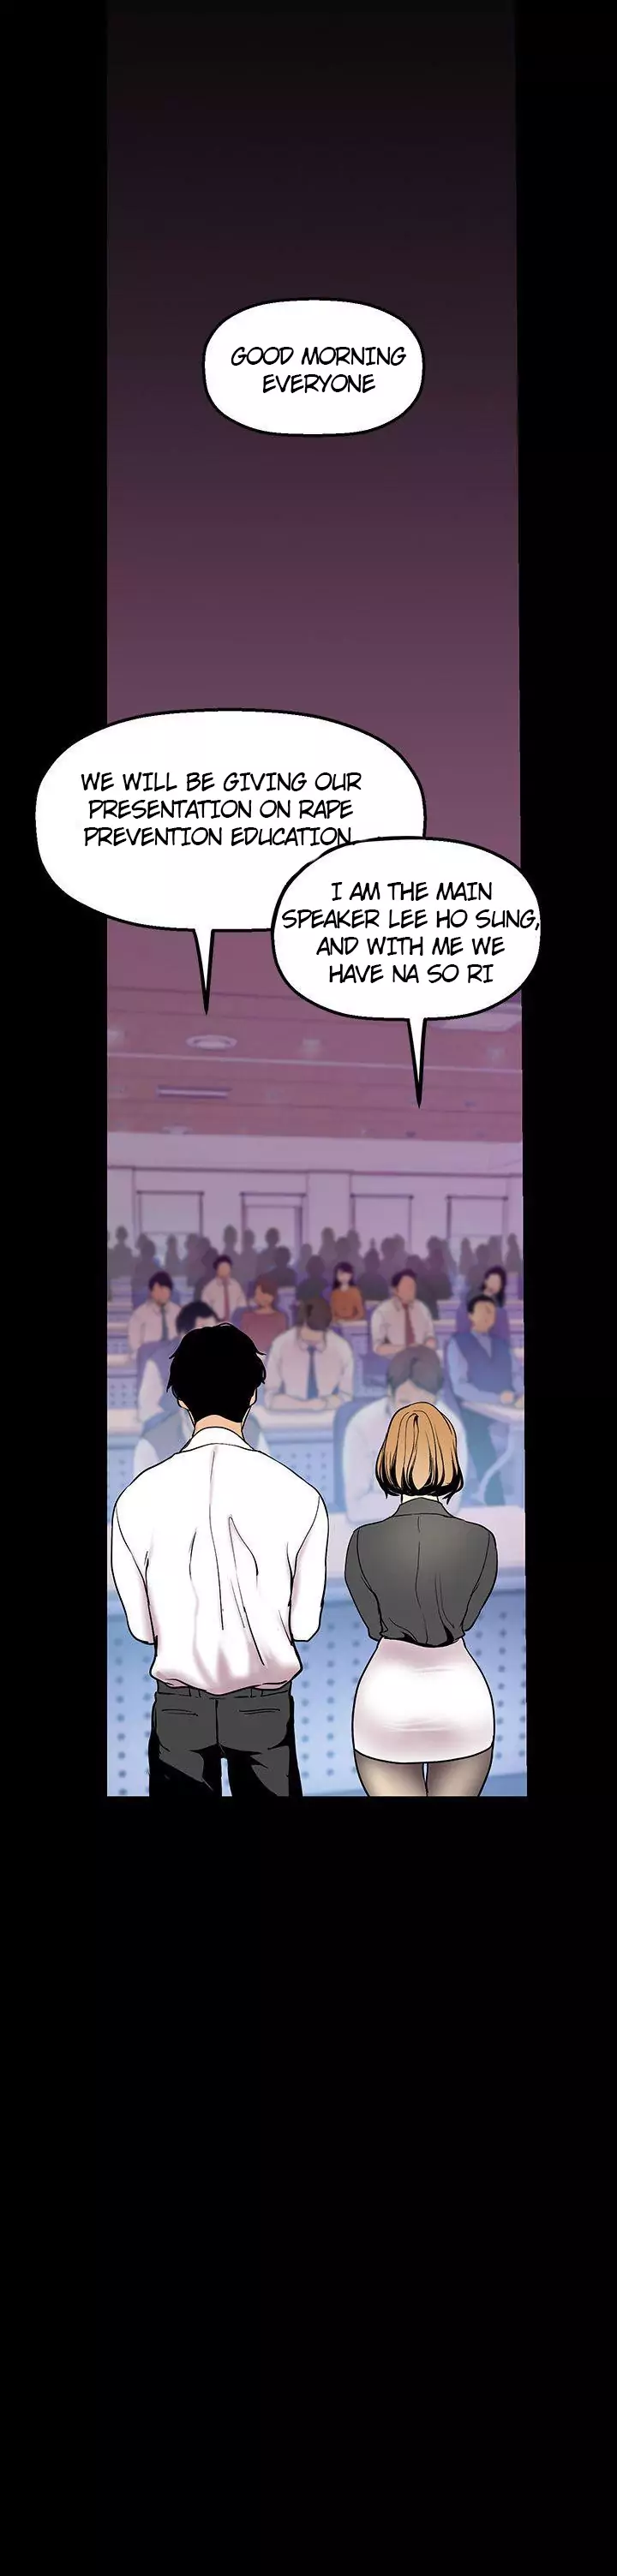 GOOD MORNING
EVERYONE
WE WILL BE GIVING OUR
PRESENTATION ON RAPE
PREVENTION EDUCATION
I AM THE MAIN
SPEAKER LEE HO SUNG,
AND WITH ME WE
HAVE NA SO RI